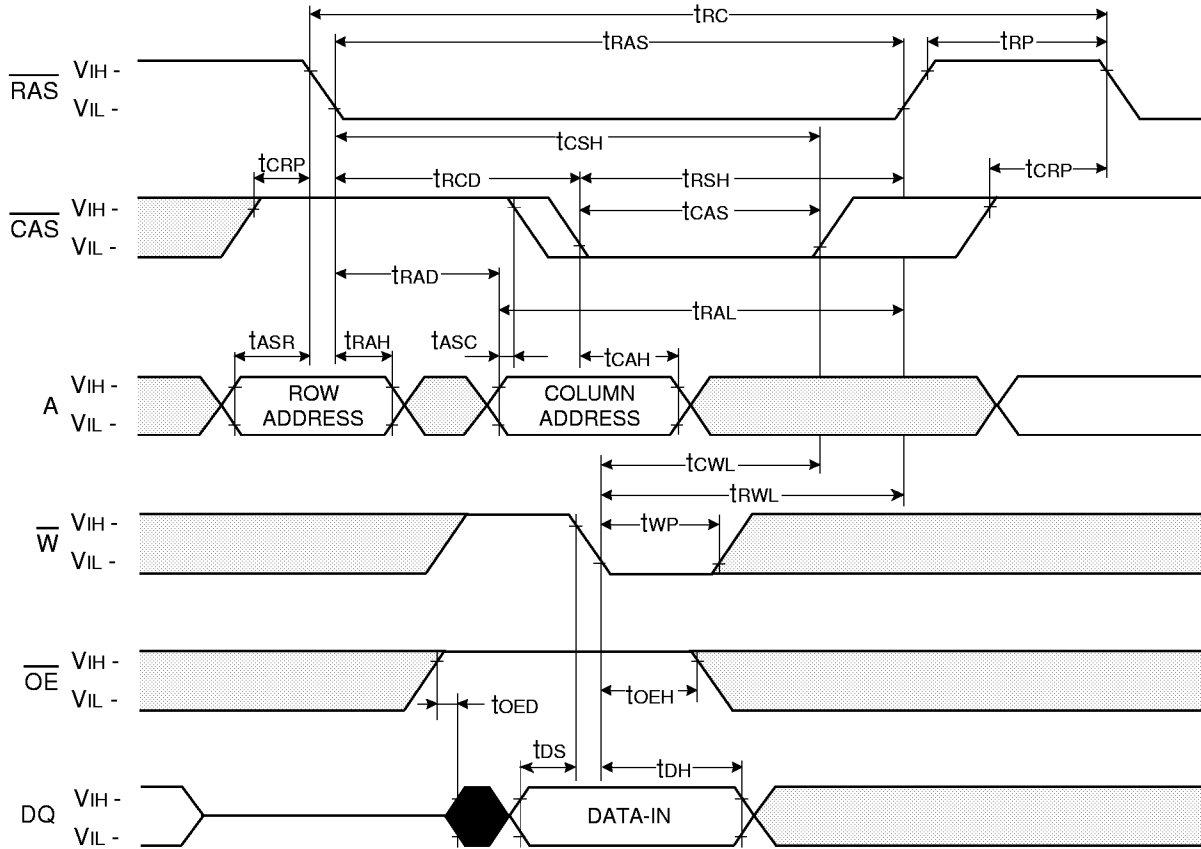 tRC
tRAS
tRP
RAS
VIH -
VIL -
tCSH
tCRP
tRCD
tRSH
tCRP
CAS
VIH -
VIL -
tCAS
tRAD
tRAL
tASR
tRAH
tASC
tCAH
A
VIH -
VIL -
ROW
ADDRESS
COLUMN
ADDRESS
tCWL
tRWL
W
VIH -
VIL -
tWP
OE
VIH -
VIL -
tOED
tOEH
tDS
tDH
DQ
VIH -
VIL -
DATA-IN